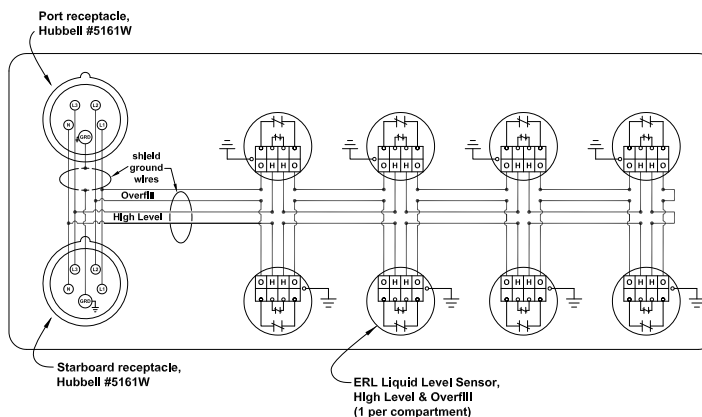 Port receptacle,
Hubbell #5161W
L3 L2
N L1
GRD
shield
ground
wires
Overfill
High Level
O H H O
O H H O
O H H O
O H H O
O H H O
O H H O
O H H O
O H H O
L3 L2
N L1
GRD
Starboard receptacle,
Hubbell #5161W
ERL Liquid Level Sensor,
High Level & Overfill
(1 per compartment)